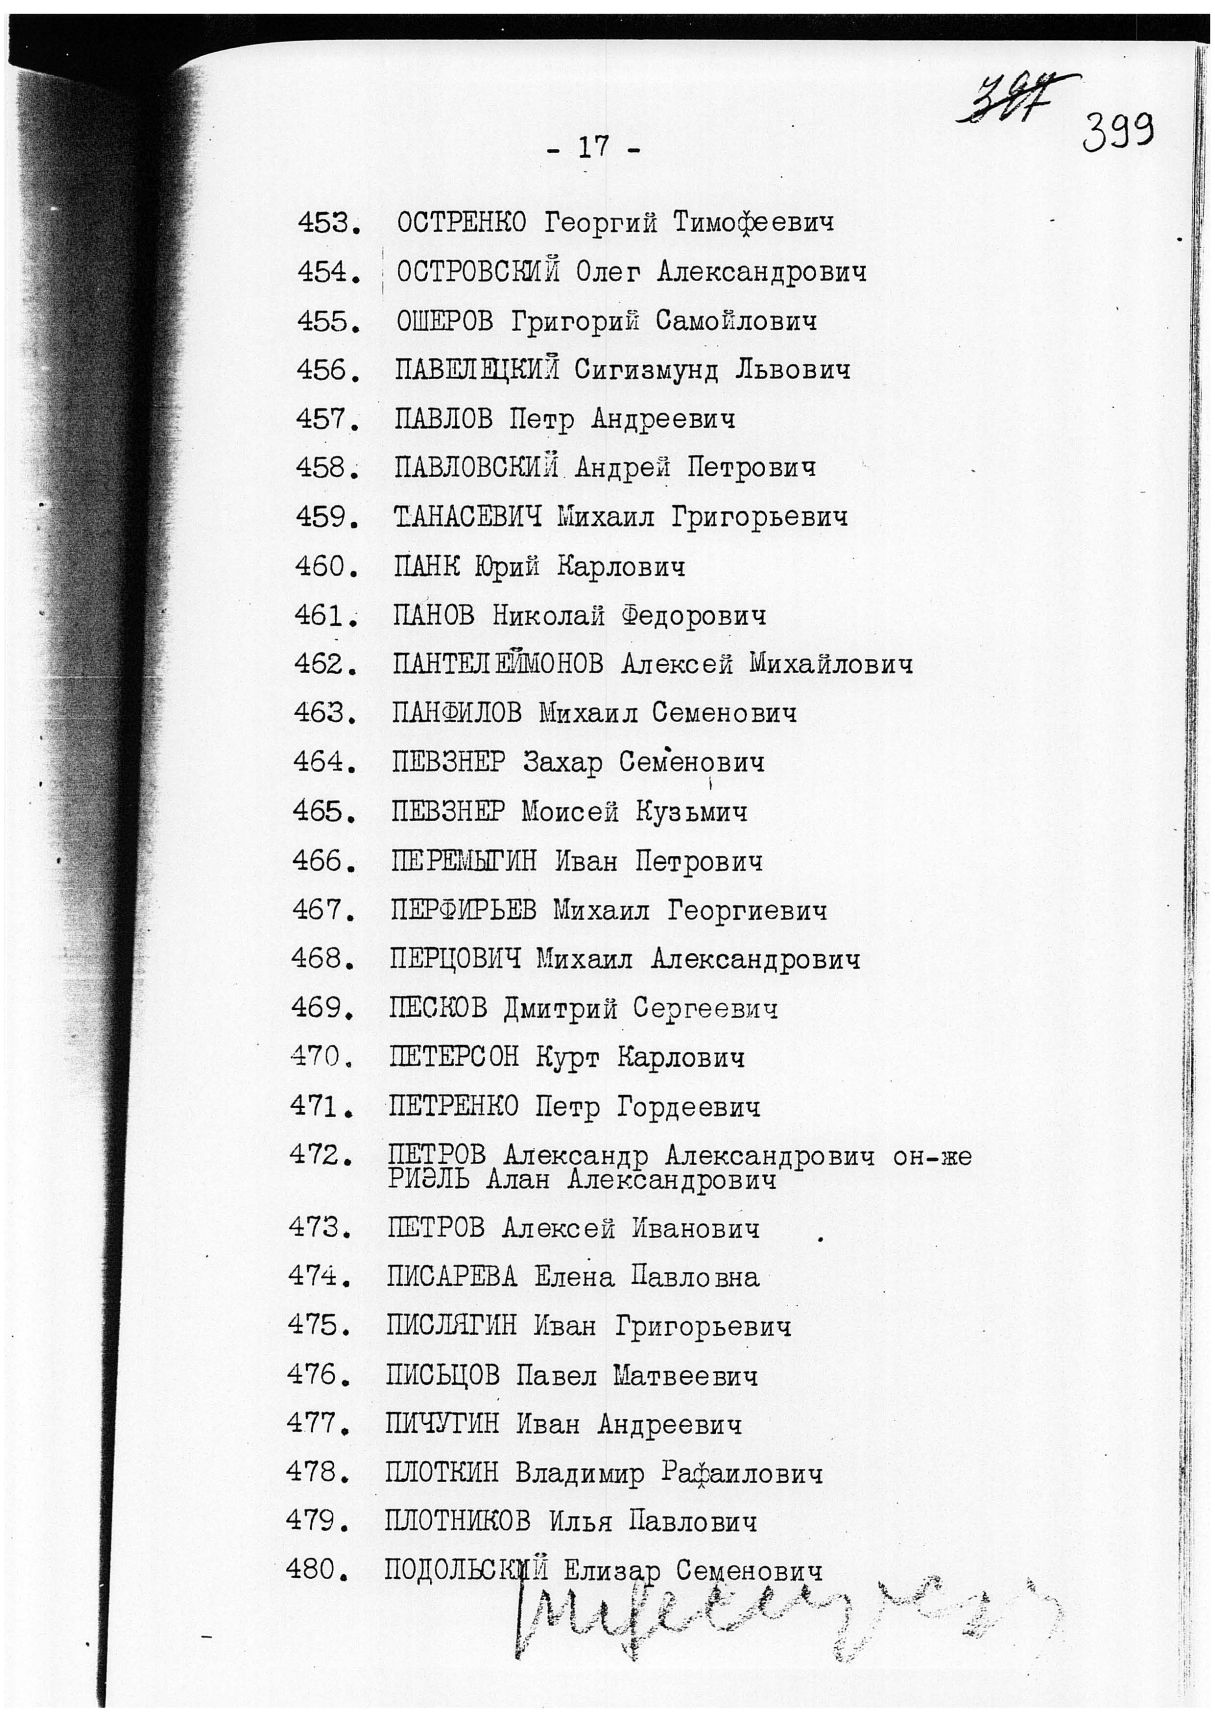 397
399
- 17 -
453. ОСТРЕНКО Георгий Тимофеевич
454. ОСТРОВСКИЙ Олег Александрович
455. ОШЕРОВ Григорий Самойлович
456. ПАВЕЛЕЦКИЙ Сигизмунд Львович
457. ПАВЛОВ Петр Андреевич
458. ПАВЛОВСКИЙ Андрей Петрович
459. ТАНАСЕВИЧ Михаил Григорьевич
460. ПАНК Юрий Карлович
461. ПАНОВ Николай Федорович
462. ПАНТЕЛЕЙМОНОВ Алексей Михайлович
463. ПАНФИЛОВ Михаил Семенович
464. ПЕВЗНЕР Захар Семенович
465. ПЕВЗНЕР Моисей Кузьмич
466. ПЕРЕМЫГИН Иван Петрович
467. ПЕРФИРЬЕВ Михаил Георгиевич
468. ПЕРЦОВИЧ Михаил Александрович
469. ПЕСКОВ Дмитрий Сергеевич
470. ПЕТЕРСОН Курт Карлович
471. ПЕТРЕНКО Петр Гордеевич
472. ПЕТРОВ Александр Александрович он-же
РИЭЛЬ Алан Александрович
473. ПЕТРОВ Алексей Иванович
474. ПИСАРЕВА Елена Павловна
475. ПИСЛЯГИН Иван Григорьевич
476. ПИСЬЦОВ Павел Матвеевич
477. ПИЧУГИН Иван Андреевич
478. ПЛОТКИН Владимир Рафаилович
479. ПЛОТНИКОВ Илья Павлович
480. ПОДОЛЬСКИЙ Елизар Семенович